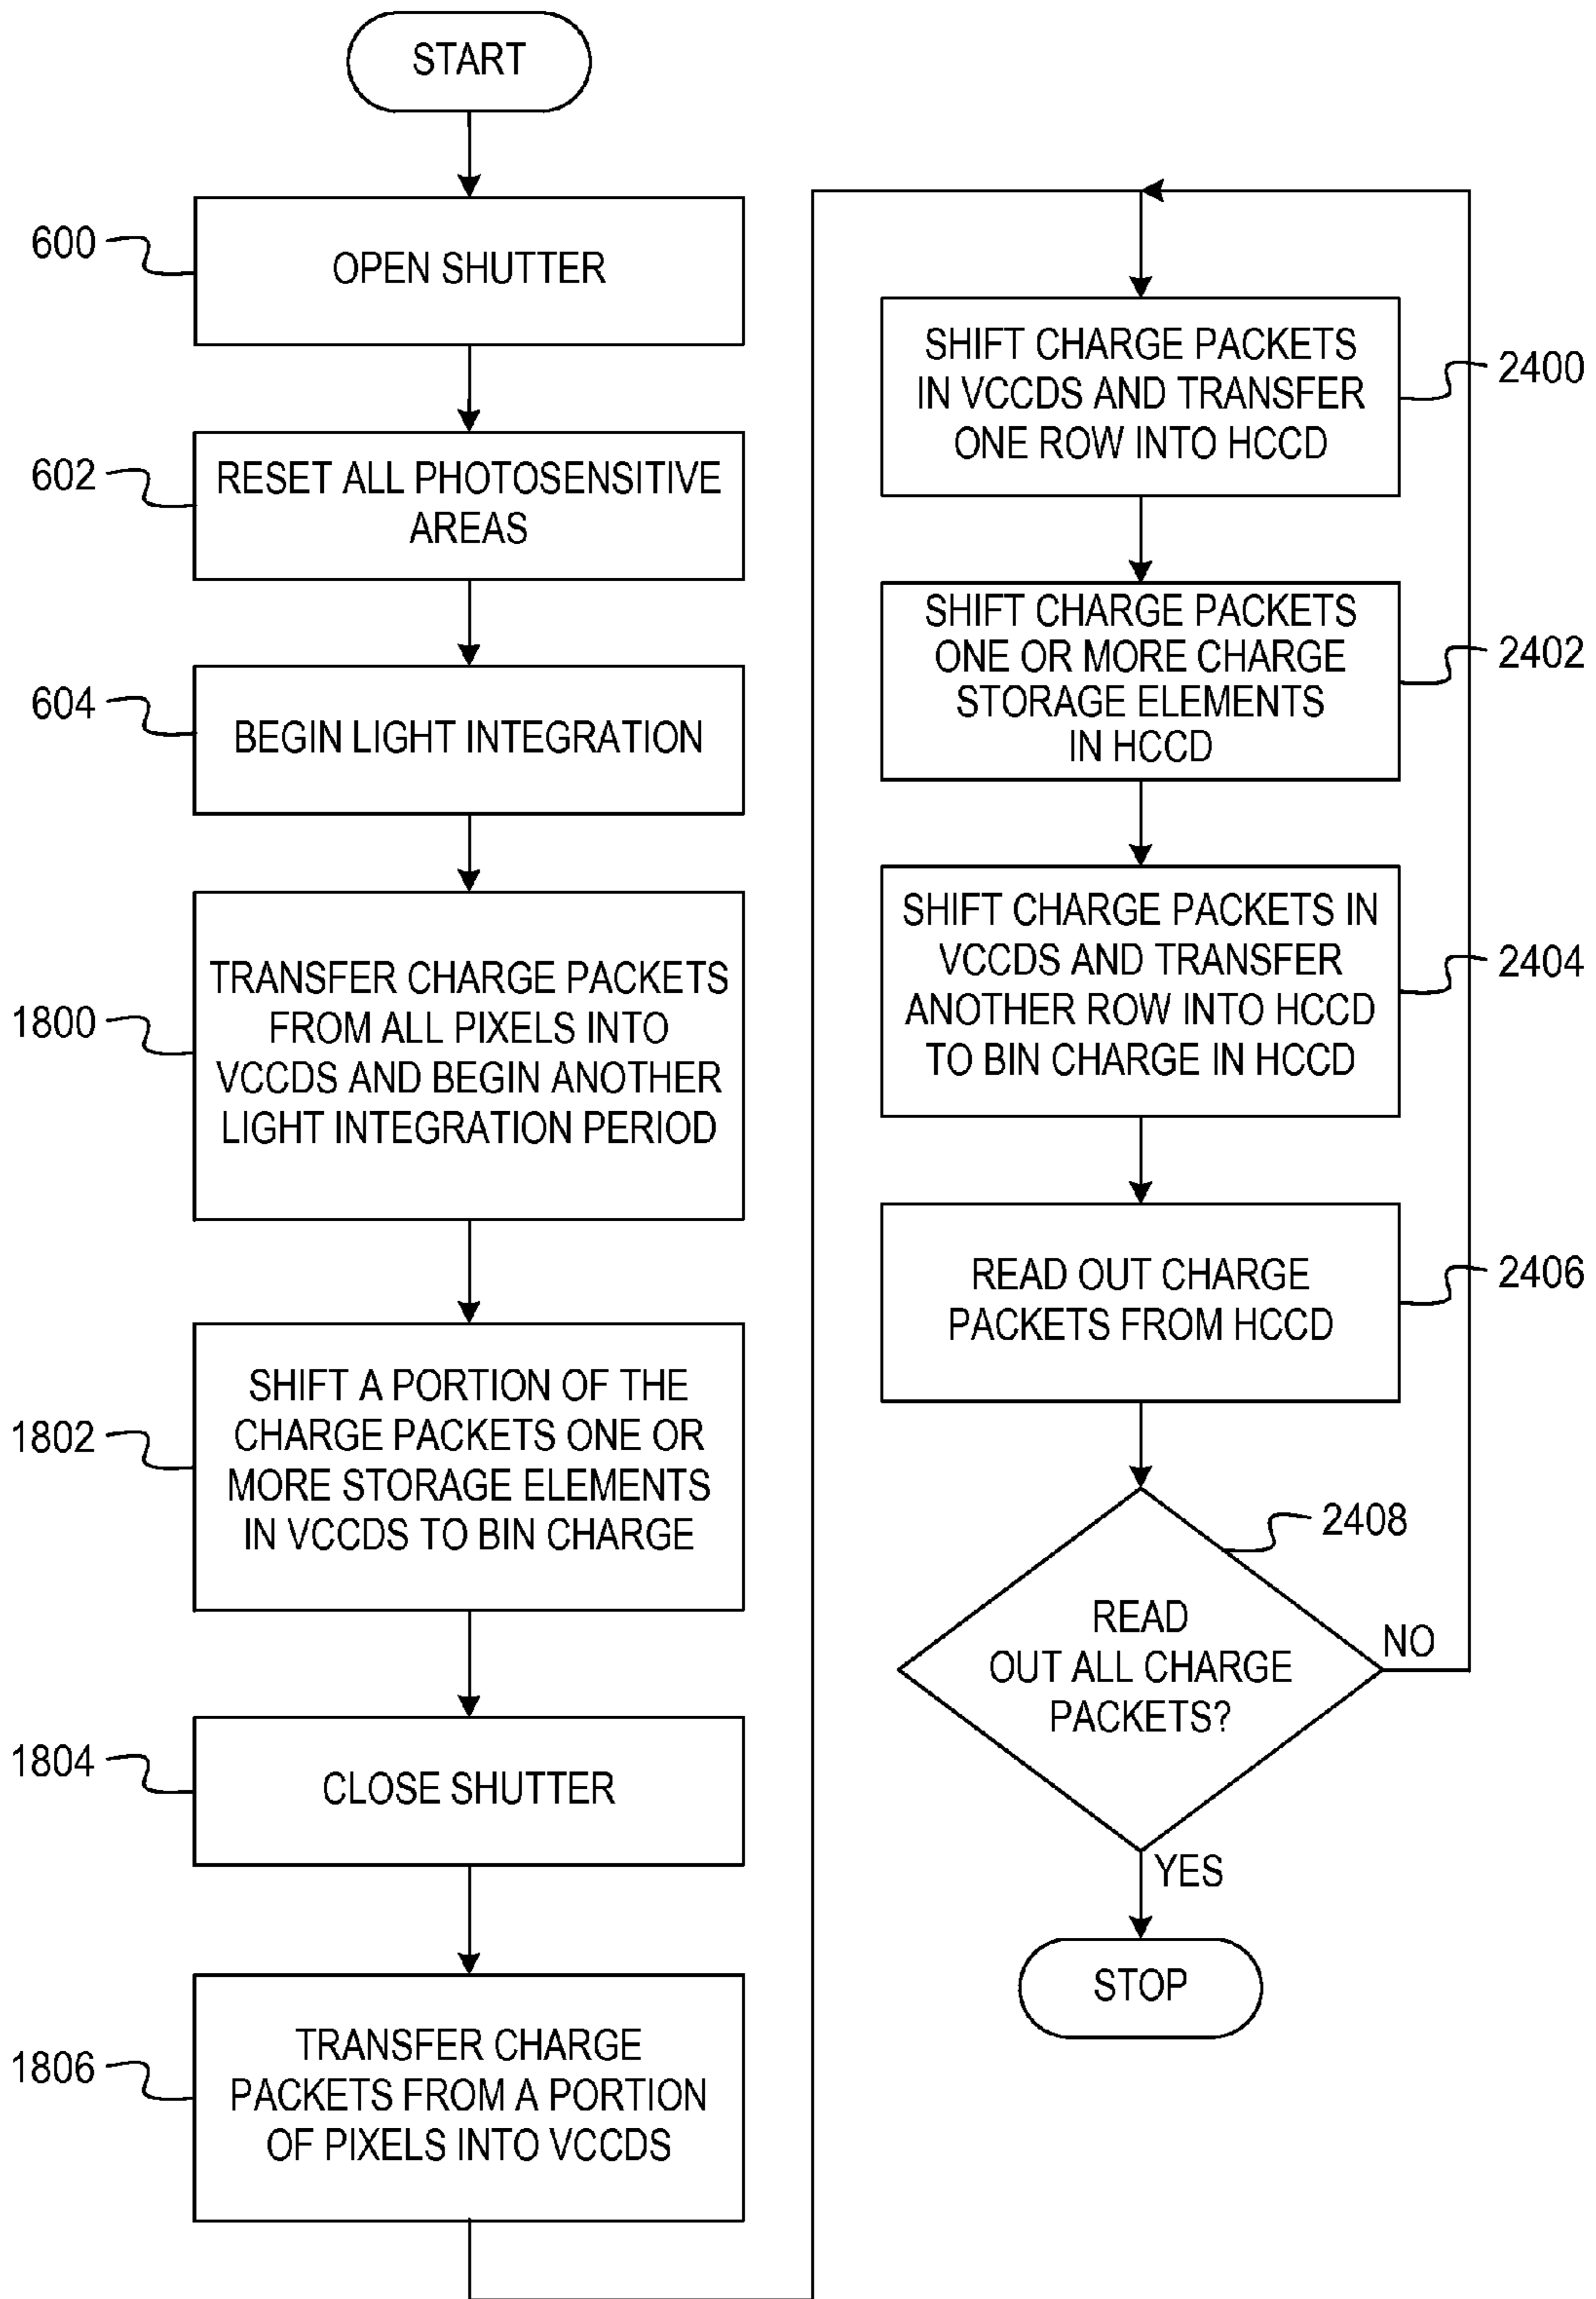 START
600
OPEN SHUTTER
602
RESET ALL PHOTOSENSITIVE
AREAS
604
BEGIN LIGHT INTEGRATION
1800
TRANSFER CHARGE PACKETS
FROM ALL PIXELS INTO
VCCDS AND BEGIN ANOTHER
LIGHT INTEGRATION PERIOD
1802
SHIFT A PORTION OF THE
CHARGE PACKETS ONE OR
MORE STORAGE ELEMENTS
IN VCCDS TO BIN CHARGE
1804
CLOSE SHUTTER
1806
TRANSFER CHARGE
PACKETS FROM A PORTION
OF PIXELS INTO VCCDS
SHIFT CHARGE PACKETS
IN VCCDS AND TRANSFER
ONE ROW INTO HCCD
2400
SHIFT CHARGE PACKETS
ONE OR MORE CHARGE
STORAGE ELEMENTS
IN HCCD
2402
SHIFT CHARGE PACKETS IN
VCCDS AND TRANSFER
ANOTHER ROW INTO HCCD
TO BIN CHARGE IN HCCD
2404
READ OUT CHARGE
PACKETS FROM HCCD
2406
2408
READ
OUT ALL CHARGE
PACKETS?
NO
YES
STOP